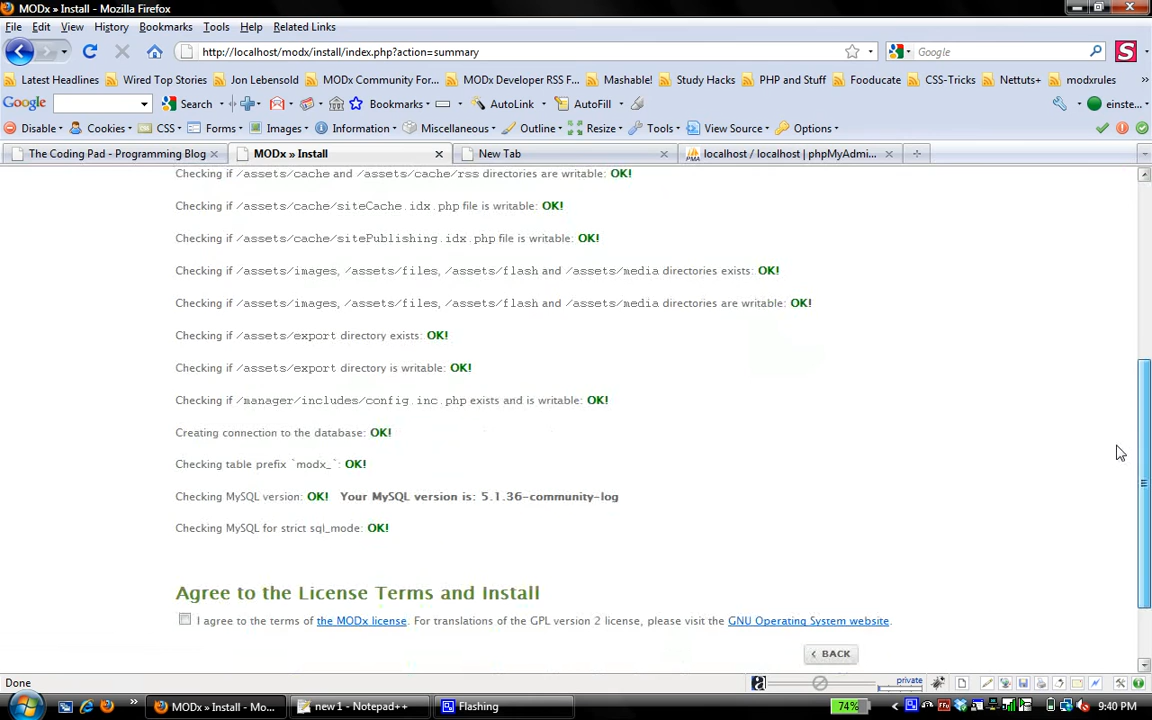 MODx » Install - Mozilla Firefox
File Edit View History Bookmarks Tools Help Related Links
http://localhost/modx/install/index.php?action=summary
Google
Latest Headlines Wired Top Stories Jon Lebensold MODx Community For... MODx Developer RSS F... Mashable! Study Hacks PHP and Stuff Fooducate CSS-Tricks Nettuts+ modxrules
Google Search Bookmarks AutoLink AutoFill einste...
Disable Cookies CSS Forms Images Information Miscellaneous Outline Resize Tools View Source Options
The Coding Pad - Programming Blog MODx » Install New Tab localhost / localhost | phpMyAdmi...
Checking if /assets/cache and /assets/cache/rss directories are writable: OK!
Checking if /assets/cache/siteCache.idx.php file is writable: OK!
Checking if /assets/cache/sitePublishing.idx.php file is writable: OK!
Checking if /assets/images, /assets/files, /assets/flash and /assets/media directories exists: OK!
Checking if /assets/images, /assets/files, /assets/flash and /assets/media directories are writable: OK!
Checking if /assets/export directory exists: OK!
Checking if /assets/export directory is writable: OK!
Checking if /manager/includes/config.inc.php exists and is writable: OK!
Creating connection to the database: OK!
Checking table prefix `modx_`: OK!
Checking MySQL version: OK! Your MySQL version is: 5.1.36-community-log
Checking MySQL for strict sql_mode: OK!
Agree to the License Terms and Install
I agree to the terms of the MODx license. For translations of the GPL version 2 license, please visit the GNU Operating System website.
BACK
Done
private
MODx » Install - Mo... new 1 - Notepad++ Flashing 74% 9:40 PM